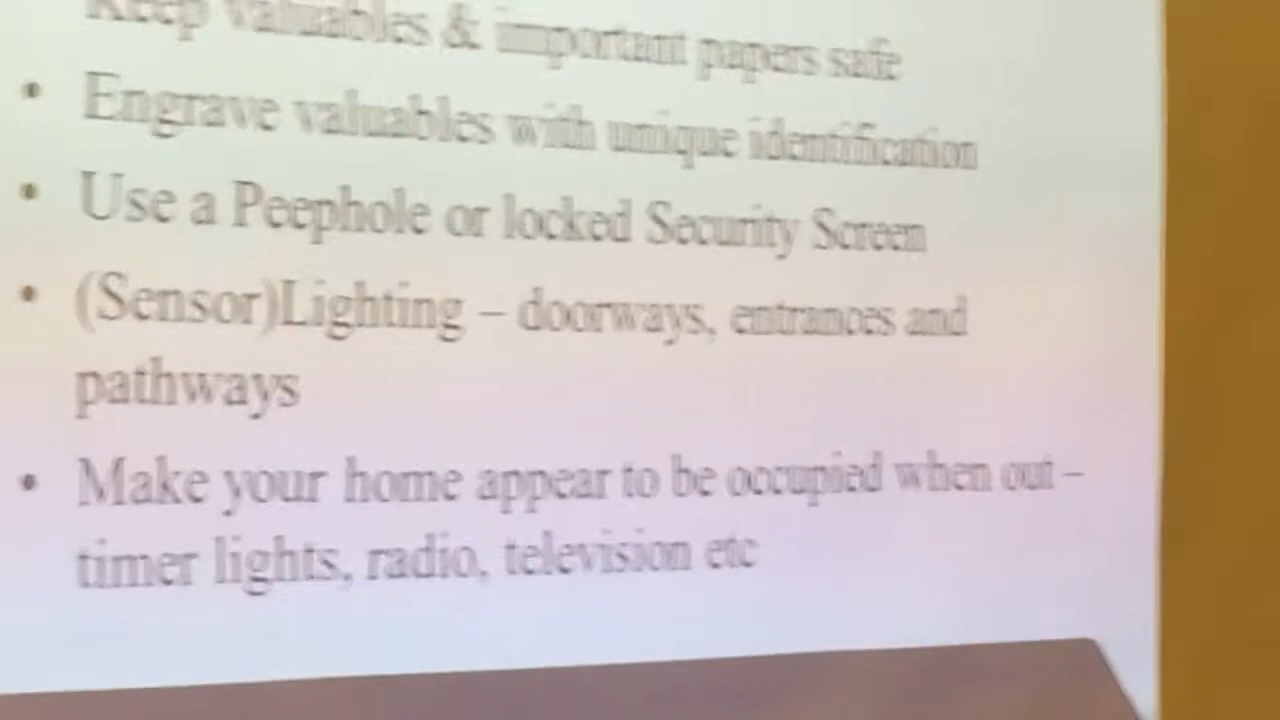 Keep valuables & important papers safe
• Engrave valuables with unique identification
• Use a Peephole or locked Security Screen
• (Sensor)Lighting – doorways, entrances and
pathways
• Make your home appear to be occupied when out –
timer lights, radio, television etc